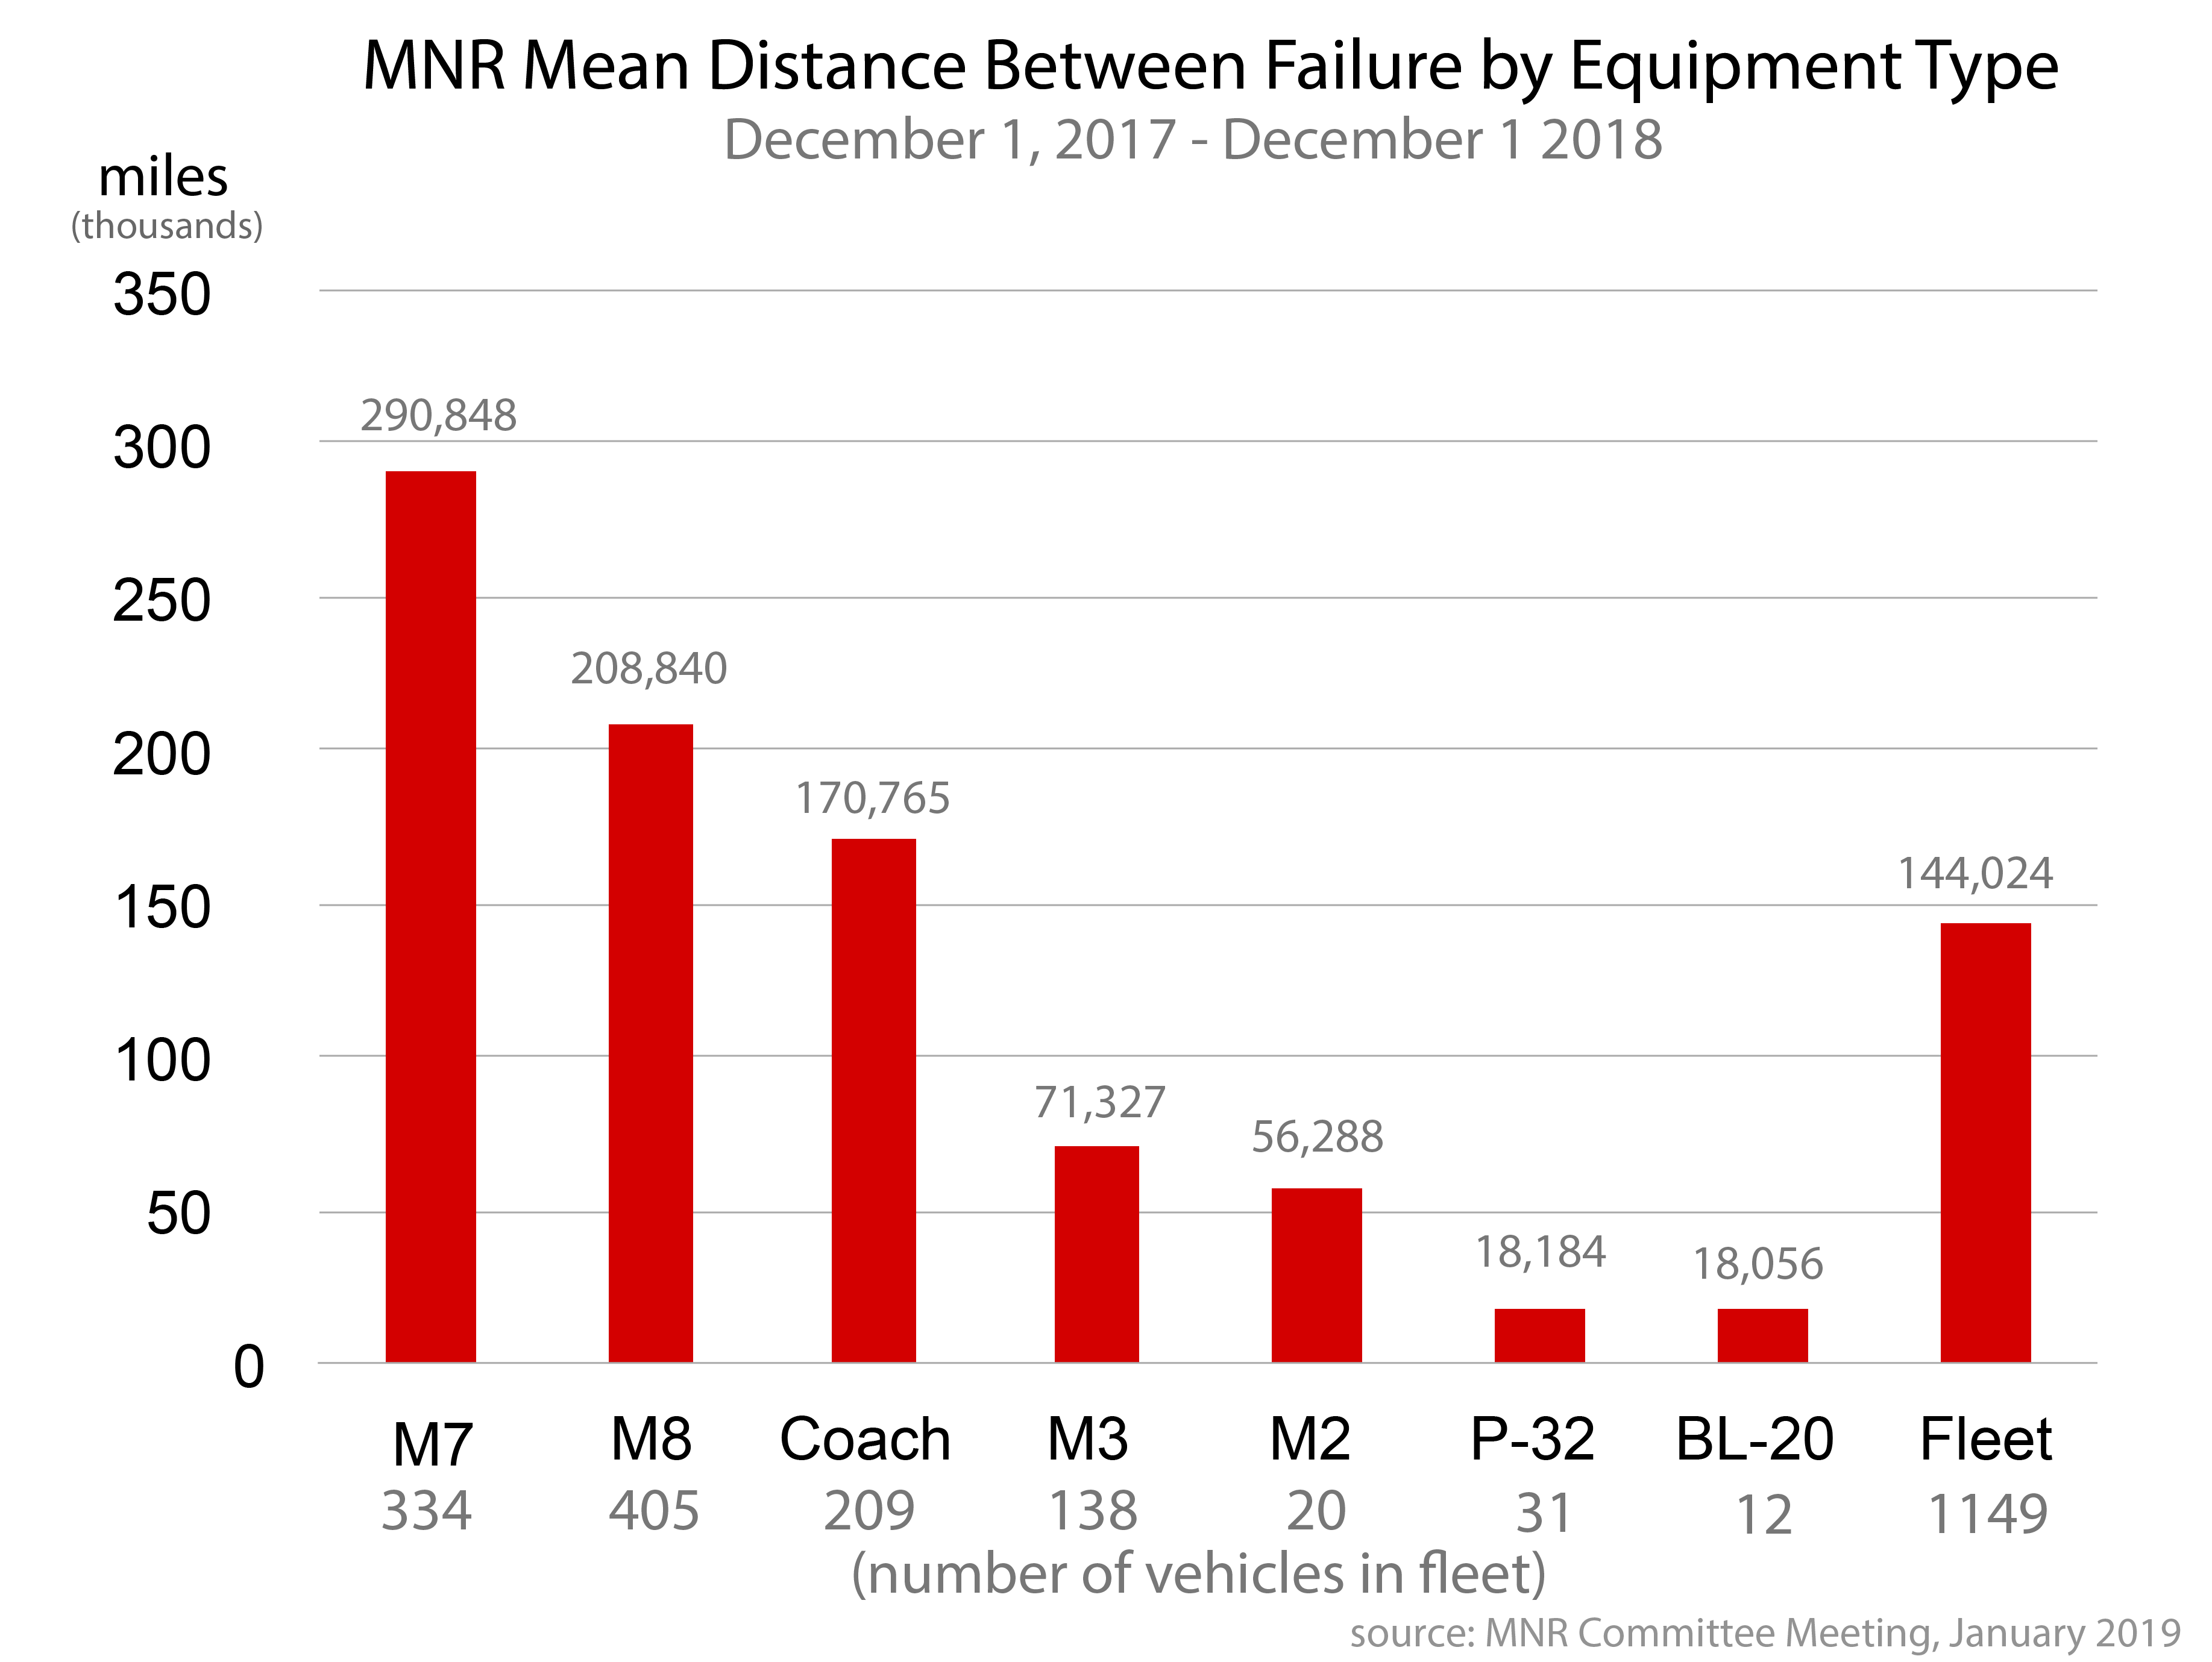 MNR Mean Distance Between Failure by Equipment Type
December 1, 2017 - December 1 2018
miles
(thousands)
350
300
250
200
150
100
50
0
290,848
208,840
170,765
71,327
56,288
18,184
18,056
144,024
M7 M8 Coach M3 M2 P-32 BL-20 Fleet
334 405 209 138 20 31 12 1149
(number of vehicles in fleet)
source: MNR Committee Meeting, January 2019